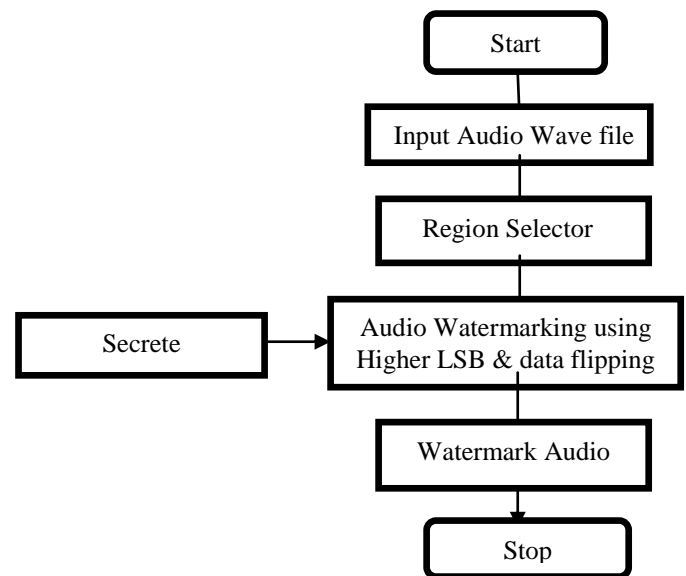 Start
Input Audio Wave file
Region Selector
Secrete
Audio Watermarking using
Higher LSB & data flipping
Watermark Audio
Stop